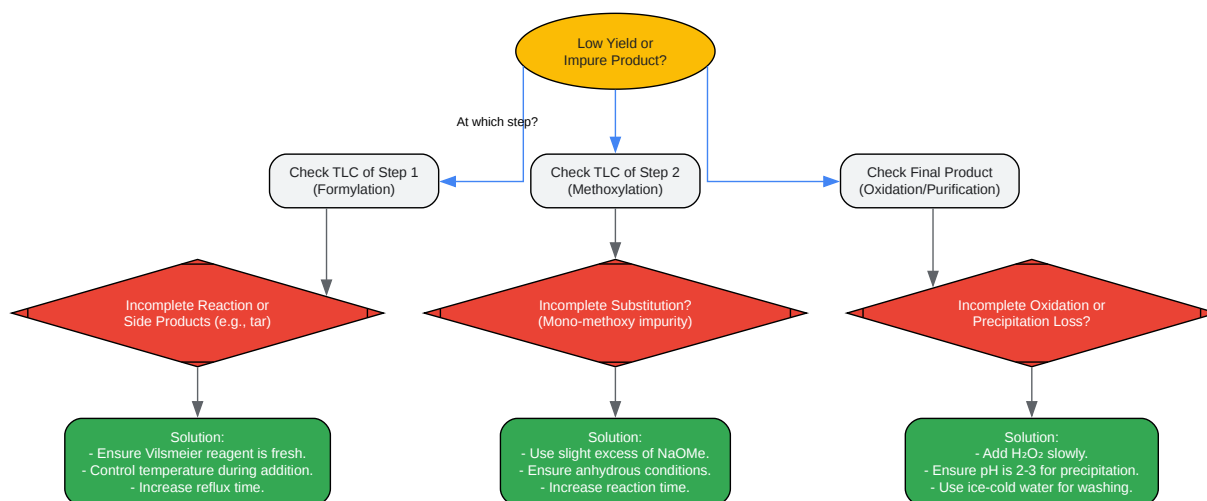 Low Yield or
Impure Product?
At which step?
Check TLC of Step 1
(Formylation)
Check TLC of Step 2
(Methoxylation)
Check Final Product
(Oxidation/Purification)
Incomplete Reaction or
Side Products (e.g., tar)
Incomplete Substitution?
(Mono-methoxy impurity)
Incomplete Oxidation or
Precipitation Loss?
Solution:
- Ensure Vilsmeier reagent is fresh.
- Control temperature during addition.
- Increase reflux time.
Solution:
- Use slight excess of NaOMe.
- Ensure anhydrous conditions.
- Increase reaction time.
Solution:
- Add H₂O₂ slowly.
- Ensure pH is 2-3 for precipitation.
- Use ice-cold water for washing.